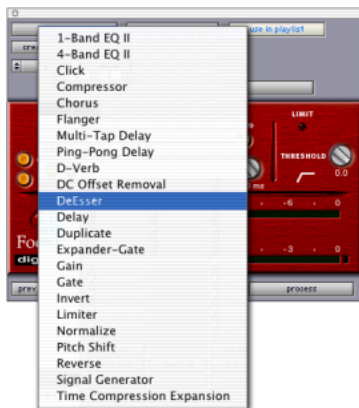 use in playlist
1-Band EQ II
4-Band EQ II
Click
Compressor
Chorus
Flanger
Multi-Tap Delay
Ping-Pong Delay
D-Verb
DC Offset Removal
DeEsser
Delay
Duplicate
Expander-Gate
Gain
Gate
Invert
Limiter
Normalize
Pitch Shift
Reverse
Signal Generator
Time Compression Expansion
LIMIT
THRESHOLD
0.0
ms
-6 0
-3 0
process